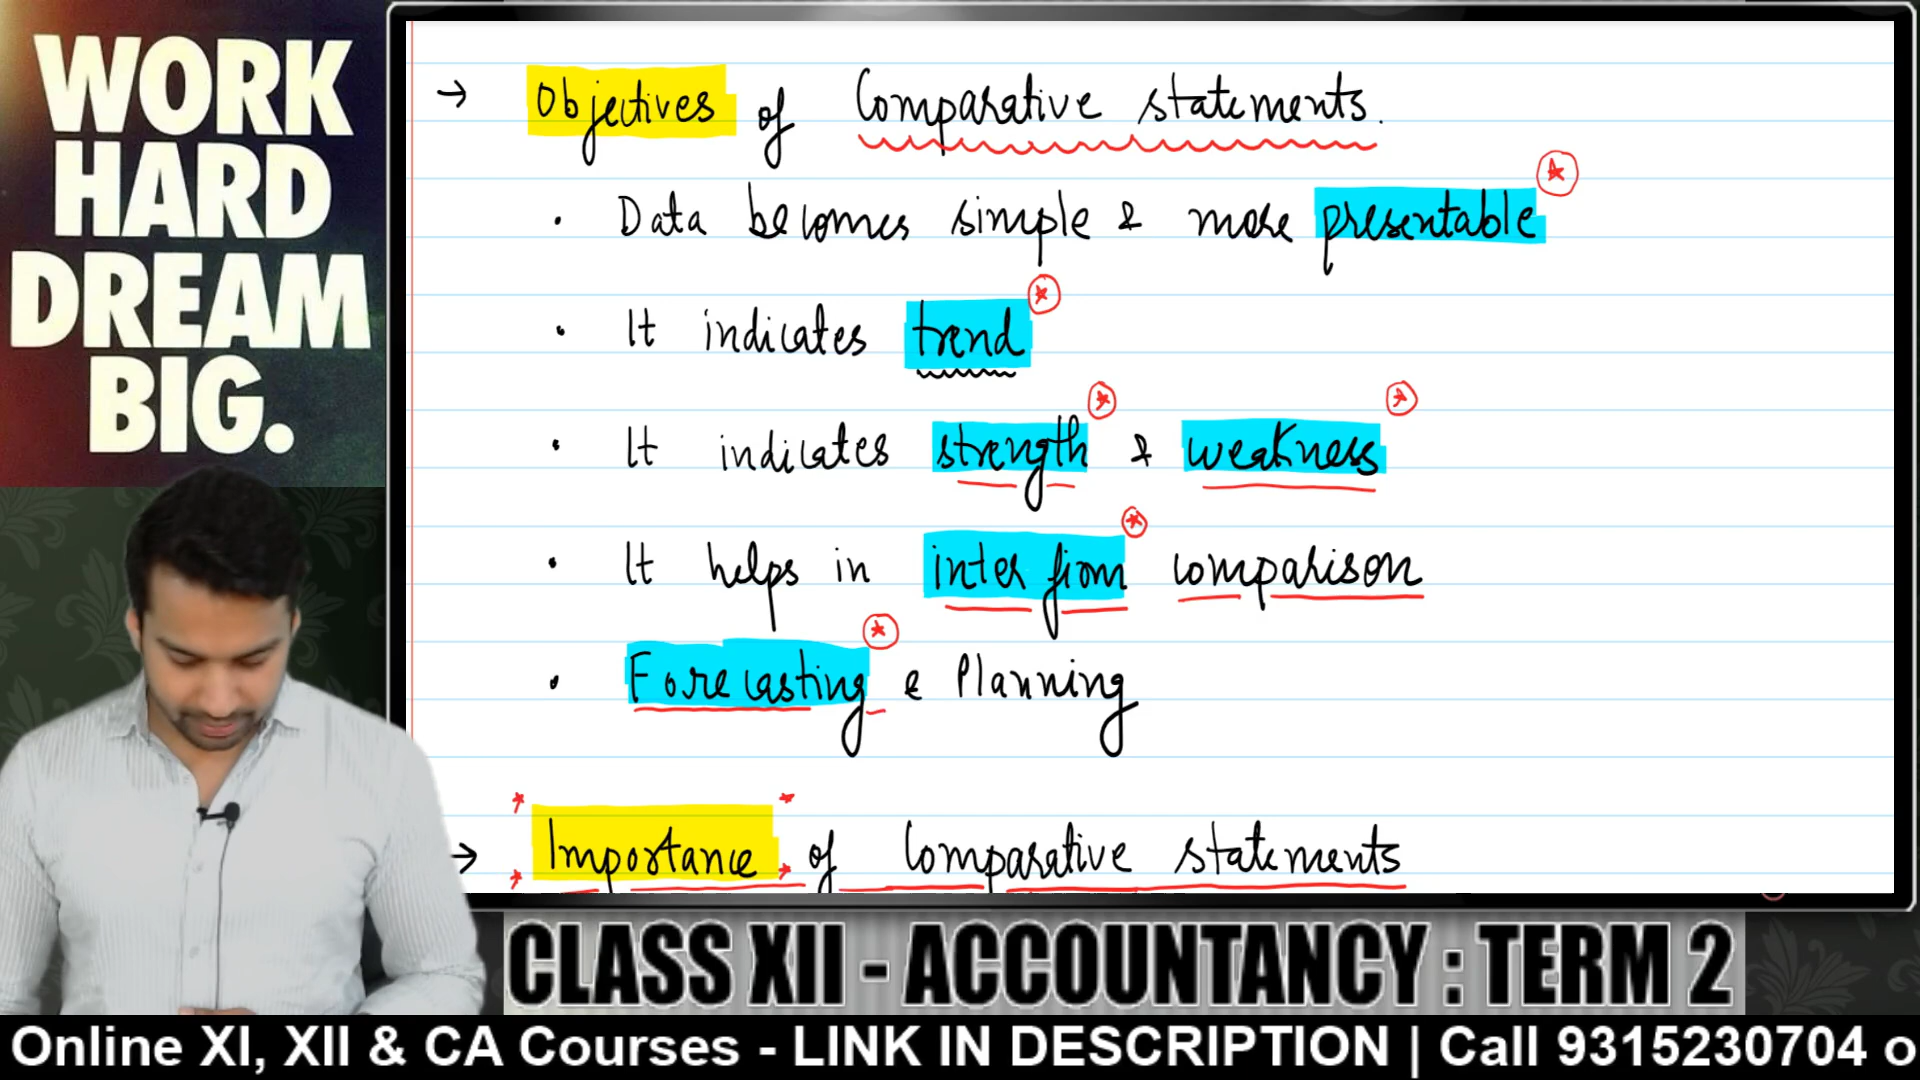 WORK
HARD
DREAM
BIG.
→ Objectives of Comparative statements.
• Data becomes simple & more presentable
• It indicates trend
• It indicates strength & weakness
• It helps in inter firm comparison
• Forecasting & Planning
→ Importance of Comparative statements
CLASS XII - ACCOUNTANCY : TERM 2
Online XI, XII & CA Courses - LINK IN DESCRIPTION | Call 9315230704 o